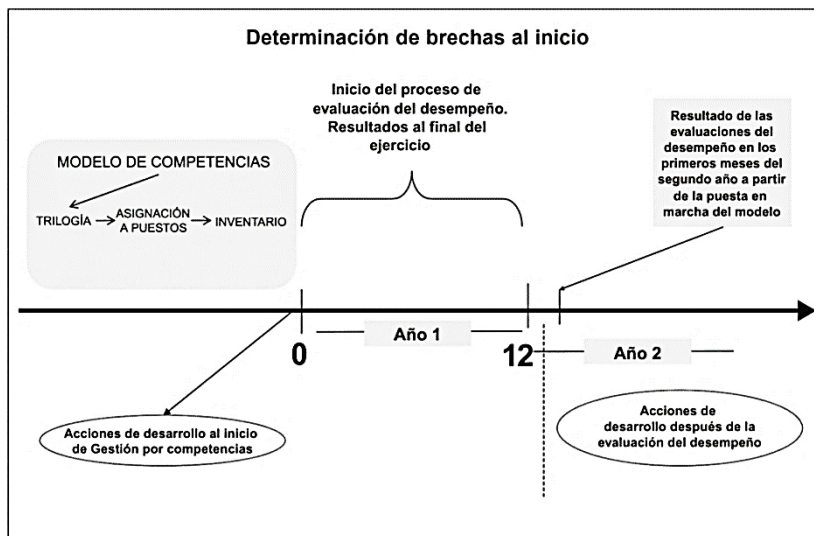 Determinación de brechas al inicio
Inicio del proceso de
evaluación del desempeño.
Resultados al final del
ejercicio
Resultado de las
evaluaciones del
desempeño en los
primeros meses del
segundo año a partir
de la puesta en
marcha del modelo
MODELO DE COMPETENCIAS
TRILOGÍA
ASIGNACIÓN
A PUESTOS
INVENTARIO
0
Año 1
12
Año 2
Acciones de desarrollo al inicio
de Gestión por competencias
Acciones de
desarrollo después de la
evaluación del desempeño